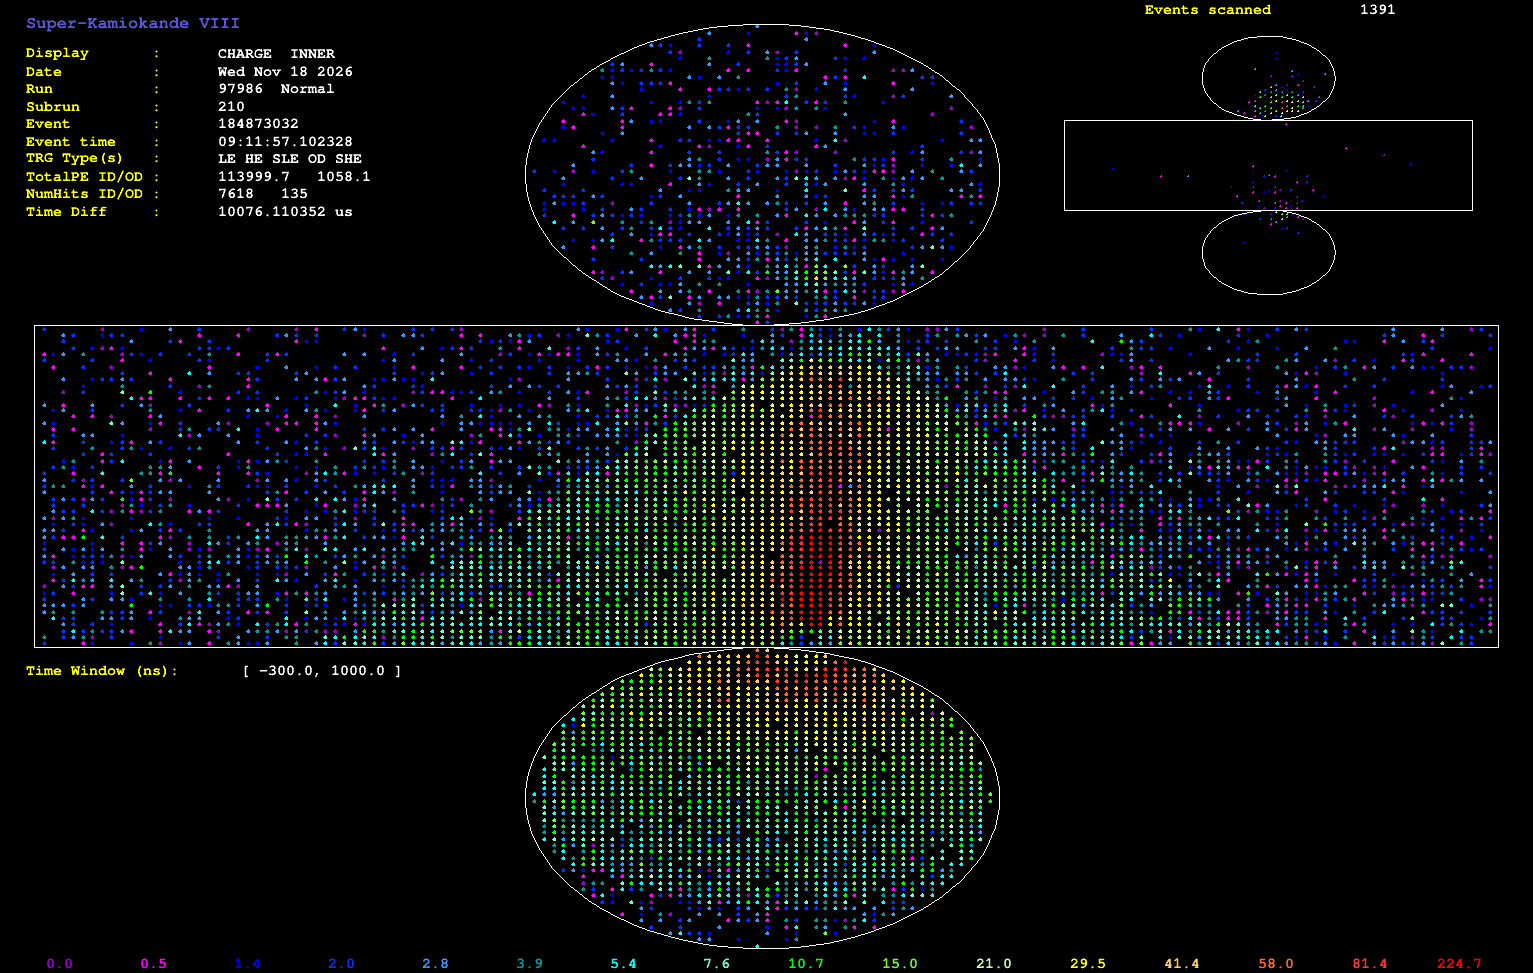 Super-Kamiokande VIII
Events scanned 1391
Display : CHARGE INNER
Date : Wed Nov 18 2026
Run : 97986 Normal
Subrun : 210
Event : 184873032
Event time : 09:11:57.102328
TRG Type(s) : LE HE SLE OD SHE
TotalPE ID/OD : 113999.7 1058.1
NumHits ID/OD : 7618 135
Time Diff : 10076.110352 us
Time Window (ns): [ -300.0, 1000.0 ]
0.0 0.5 1.4 2.0 2.8 3.9 5.4 7.6 10.7 15.0 21.0 29.5 41.4 58.0 81.4 224.7